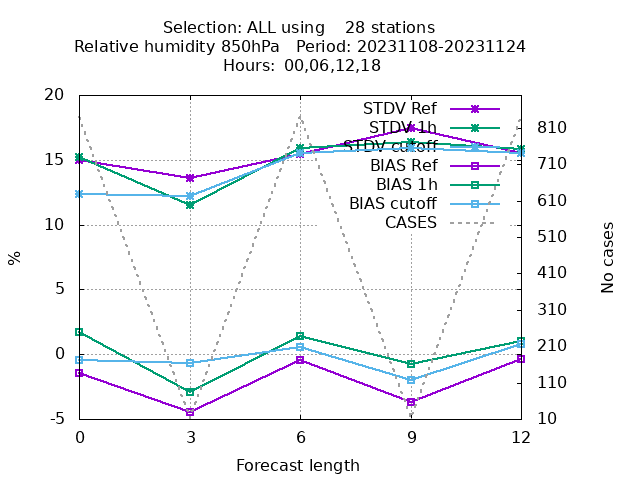 Selection: ALL using    28 stations
Relative humidity 850hPa   Period: 20231108-20231124
Hours: 00,06,12,18
20
15
10
5
0
-5
%
STDV Ref
STDV 1h
STDV cutoff
BIAS Ref
BIAS 1h
BIAS cutoff
CASES
810
710
610
510
410
310
210
110
10
No cases
0 3 6 9 12
Forecast length